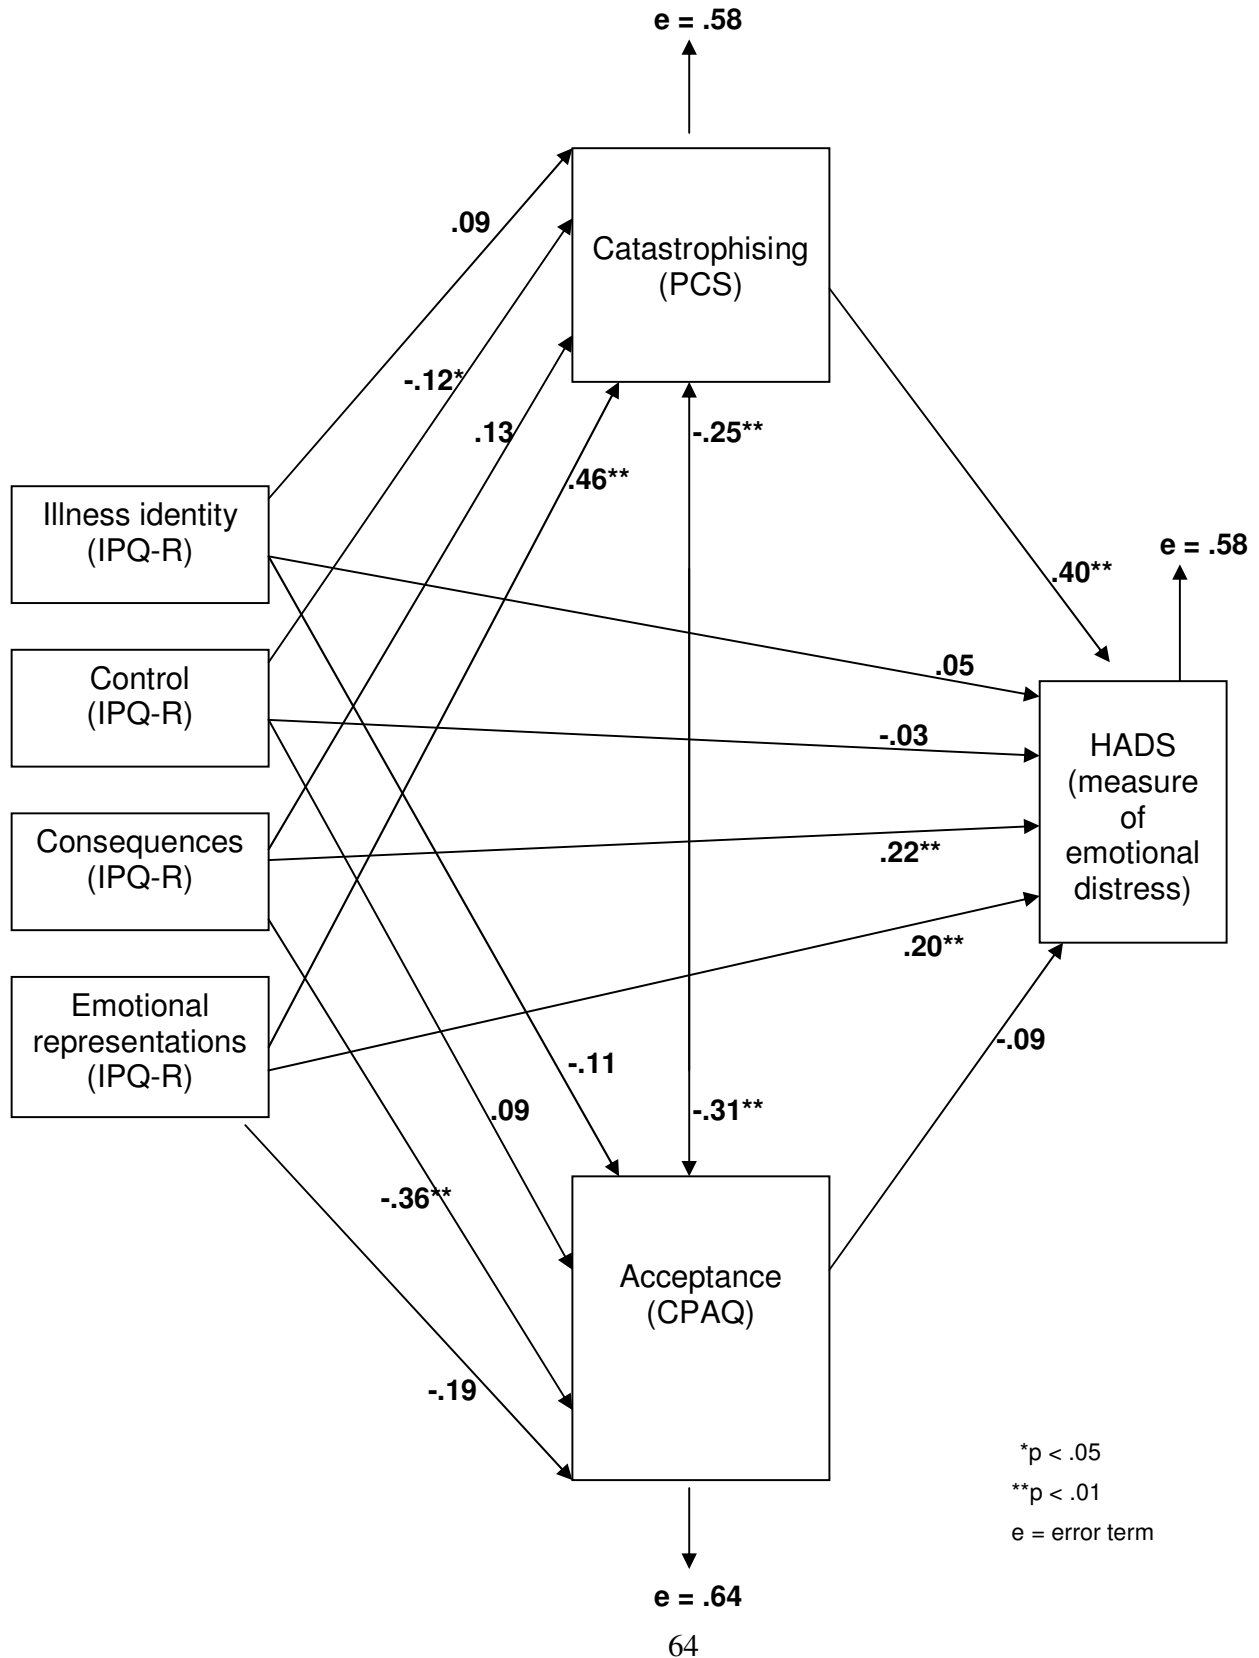 e = .58
Catastrophising
(PCS)
.09
-.12*
.13
.46**
-.25**
Illness identity
(IPQ-R)
e = .58
.40**
Control
(IPQ-R)
.05
-.03
HADS
(measure
of
emotional
distress)
Consequences
(IPQ-R)
.22**
.20**
Emotional
representations
(IPQ-R)
-.09
-.11
.09
-.31**
-.36**
Acceptance
(CPAQ)
-.19
*p < .05
**p < .01
e = error term
e = .64
64